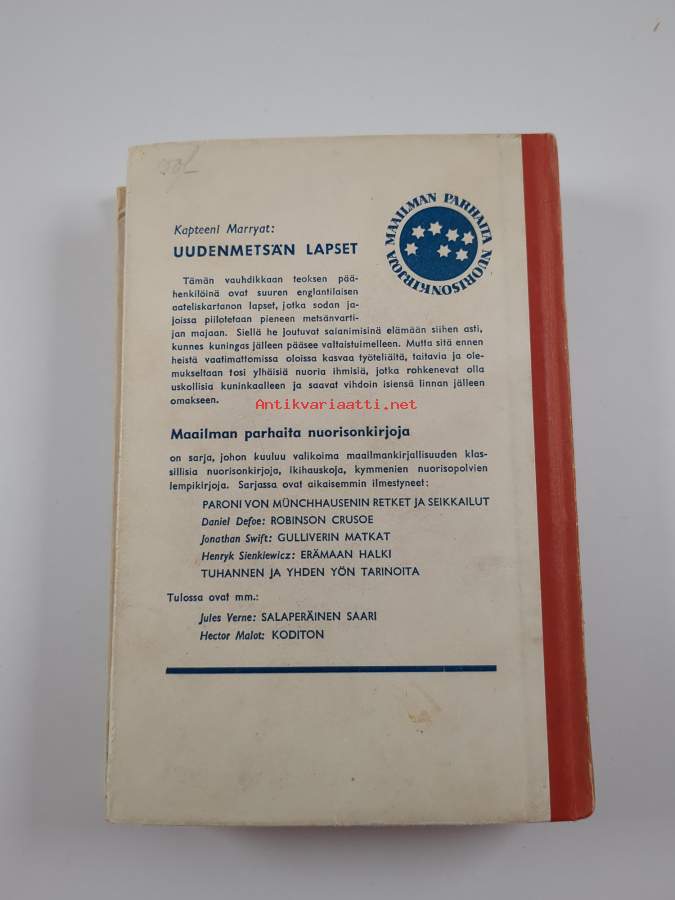 Kapteeni Marryat:
UUDENMETSÄN LAPSET
MAAILMAN PARHAITA NUORISONKIRJOJA
Tämän vauhdikkaan teoksen pää-
henkilöinä ovat suuren englantilaisen
aateliskartanon lapset, jotka sodan ja-
joissa piilotetaan pieneen metsänvarti-
jan majaan. Siellä he joutuvat salanimisinä elämään siihen asti,
kunnes kuningas jälleen pääsee valtaistuimelleen. Mutta sitä ennen
heistä vaatimattomissa oloissa kasvaa työteliäitä, taitavia ja ole-
mukseltaan tosi ylhäisiä nuoria ihmisiä, jotka rohkenevat olla
uskollisia kuninkaalleen ja saavat vihdoin isiensä linnan jälleen
omakseen.
Antikvariaatti.net
Maailman parhaita nuorisonkirjoja
on sarja, johon kuuluu valikoima maailmankirjallisuuden klas-
sillisia nuorisonkirjoja, ikihauskoja, kymmenien nuorisopolvien
lempikirjoja. Sarjassa ovat aikaisemmin ilmestyneet:
PARONI VON MÜNCHHAUSENIN RETKET JA SEIKKAILUT
Daniel Defoe: ROBINSON CRUSOE
Jonathan Swift: GULLIVERIN MATKAT
Henryk Sienkiewicz: ERÄMAAN HALKI
TUHANNEN JA YHDEN YÖN TARINOITA
Tulossa ovat mm.:
Jules Verne: SALAPERÄINEN SAARI
Hector Malot: KODITON